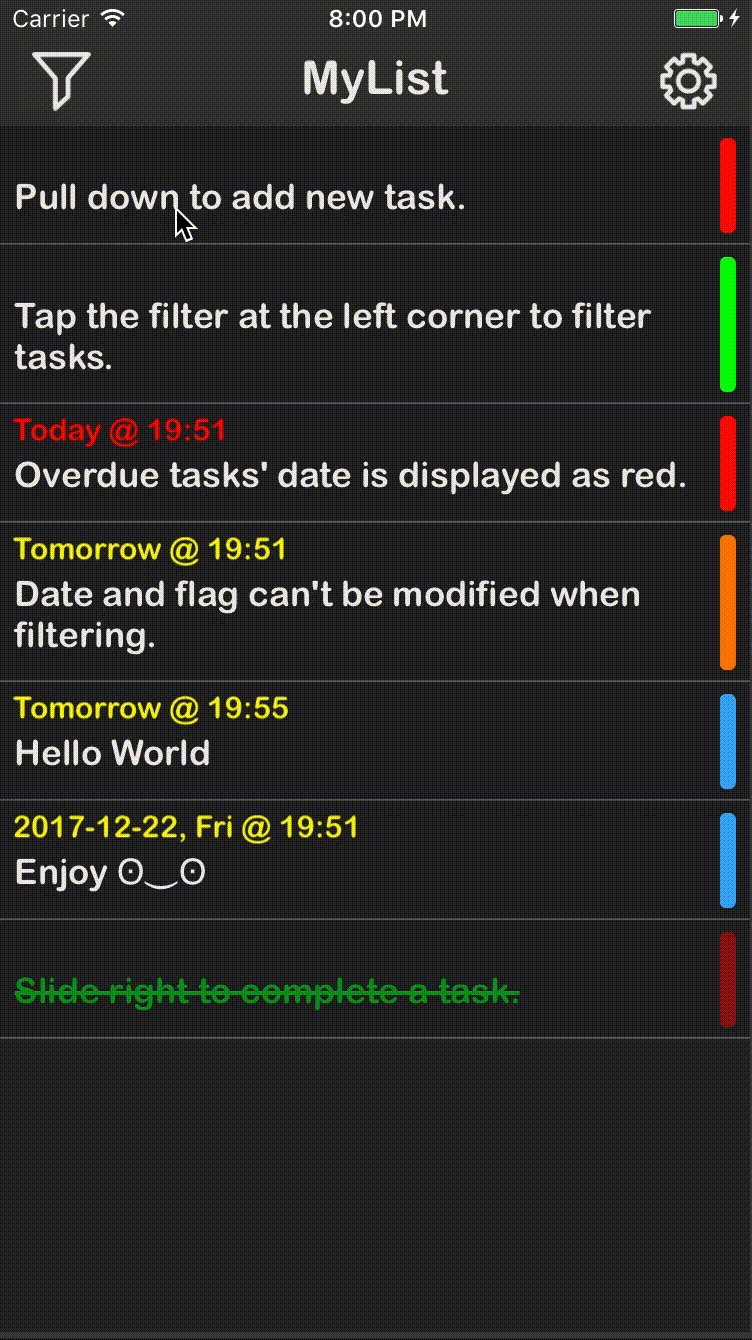 Carrier 8:00 PM
MyList
Pull down to add new task.
Tap the filter at the left corner to filter
tasks.
Today @ 19:51
Overdue tasks' date is displayed as red.
Tomorrow @ 19:51
Date and flag can't be modified when
filtering.
Tomorrow @ 19:55
Hello World
2017-12-22, Fri @ 19:51
Enjoy ʘ‿ʘ
Slide right to complete a task.